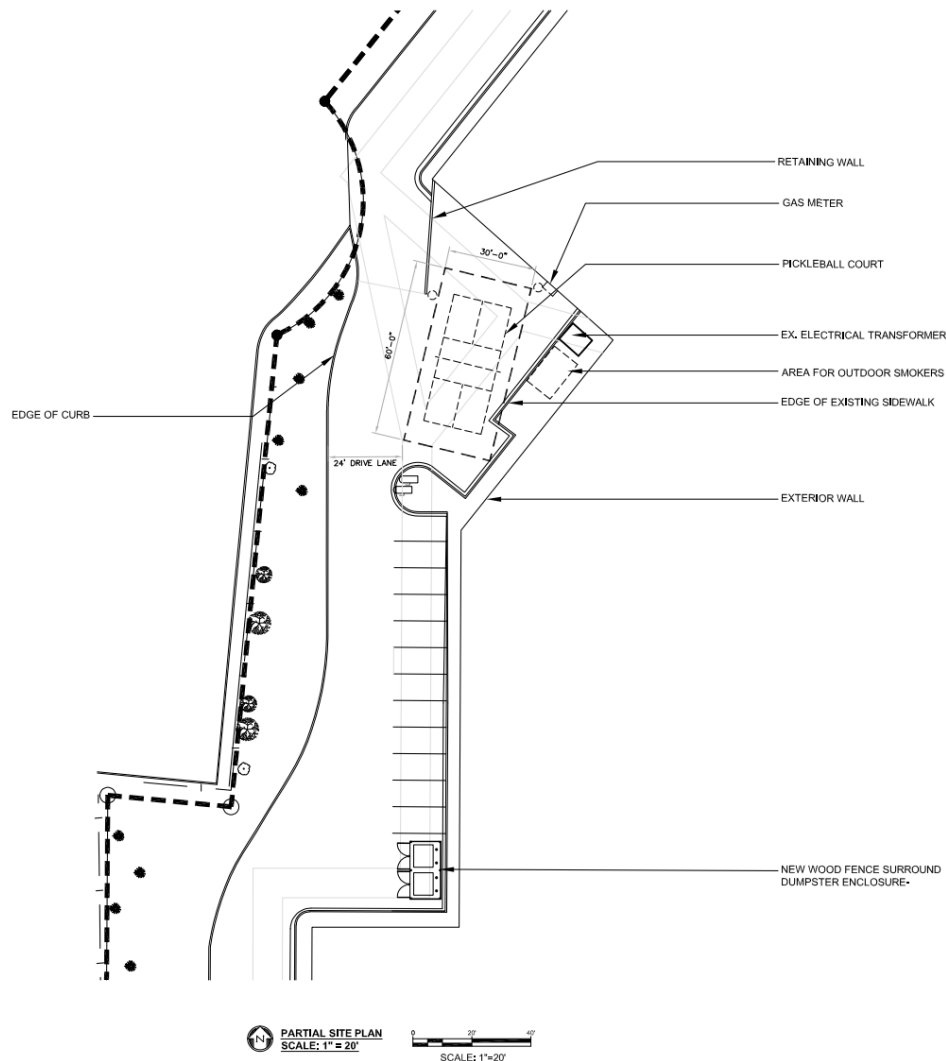 RETAINING WALL
GAS METER
30'-0"
PICKLEBALL COURT
60'-0"
EX. ELECTRICAL TRANSFORMER
AREA FOR OUTDOOR SMOKERS
EDGE OF EXISTING SIDEWALK
EDGE OF CURB
24' DRIVE LANE
EXTERIOR WALL
NEW WOOD FENCE SURROUND
DUMPSTER ENCLOSURE-
N
PARTIAL SITE PLAN
SCALE: 1" = 20'
0 20' 40'
SCALE: 1"=20'